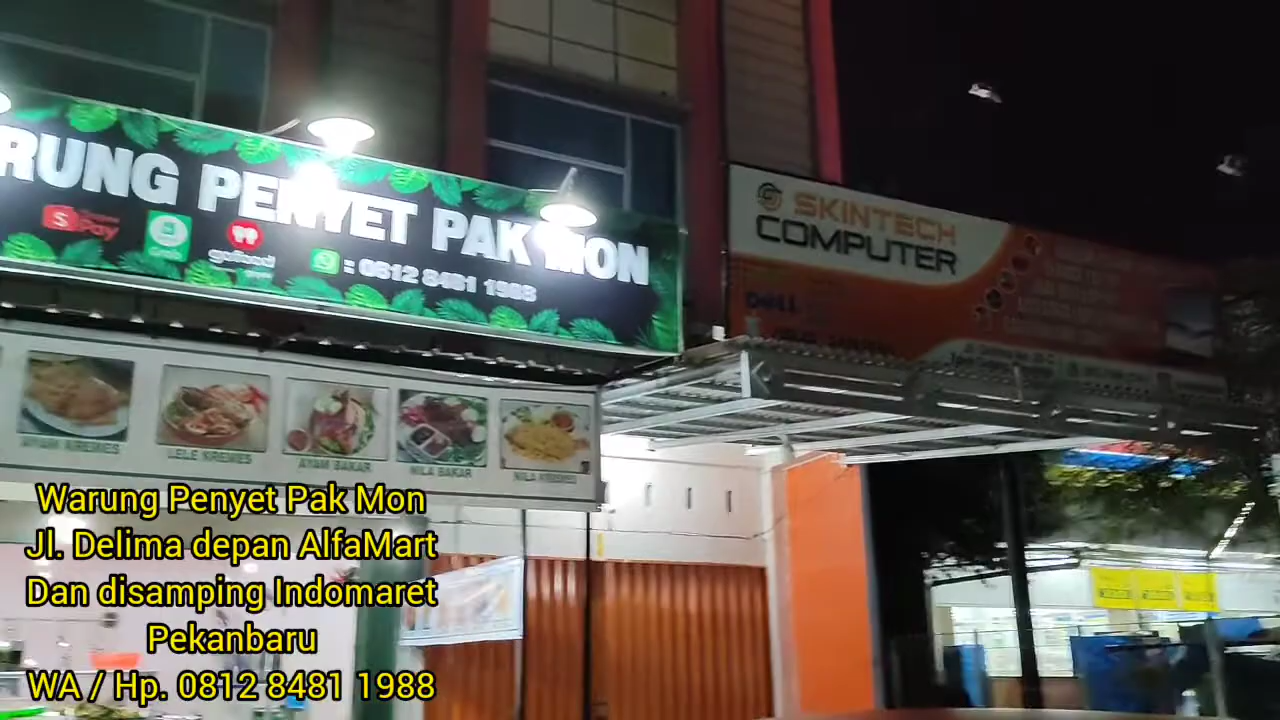 RUNG PENYET PAK MON
Pay
Grab
gofood
: 0812 8481 1988
SKINTECH
COMPUTER
DELL
AYAM KREMES
LELE KREMES
AYAM BAKAR
NILA BAKAR
NILA KREMES
Warung Penyet Pak Mon
Jl. Delima depan AlfaMart
Dan disamping Indomaret
Pekanbaru
WA / Hp. 0812 8481 1988